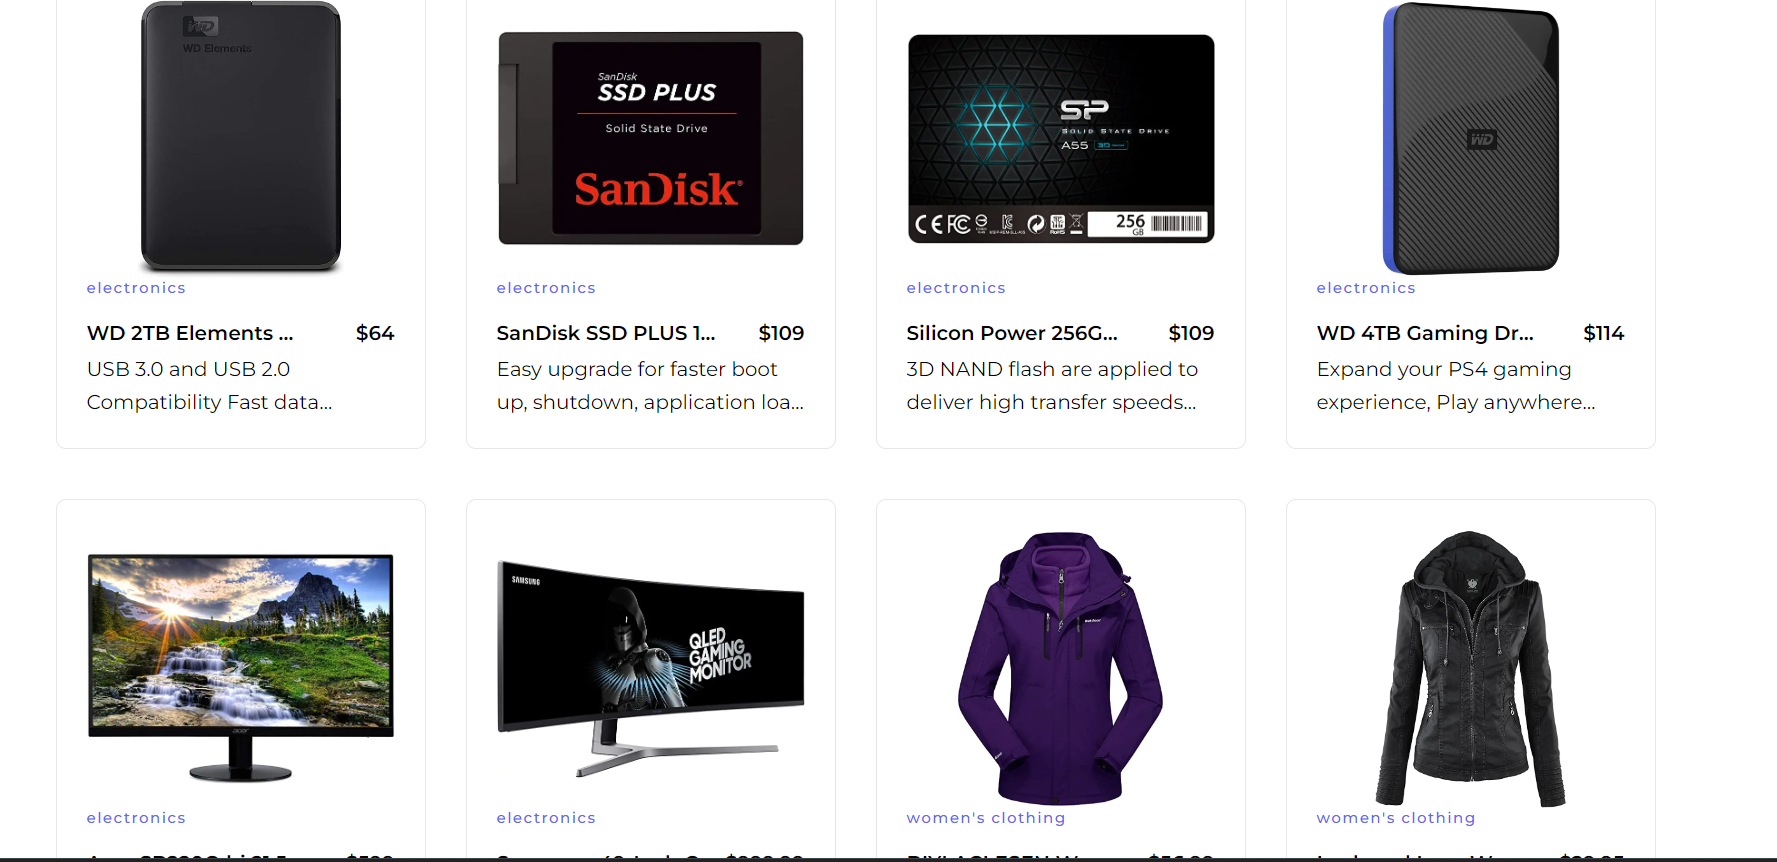 WD
WD Elements
SanDisk
SSD PLUS
Solid State Drive
SanDisk
SP
SOLID STATE DRIVE
A55 3D
256
GB
WD
electronics
electronics
electronics
electronics
WD 2TB Elements ... $64
SanDisk SSD PLUS 1... $109
Silicon Power 256G... $109
WD 4TB Gaming Dr... $114
USB 3.0 and USB 2.0
Compatibility Fast data...
Easy upgrade for faster boot
up, shutdown, application loa...
3D NAND flash are applied to
deliver high transfer speeds...
Expand your PS4 gaming
experience, Play anywhere...
acer
SAMSUNG
QLED
GAMING
MONITOR
electronics
electronics
women's clothing
women's clothing